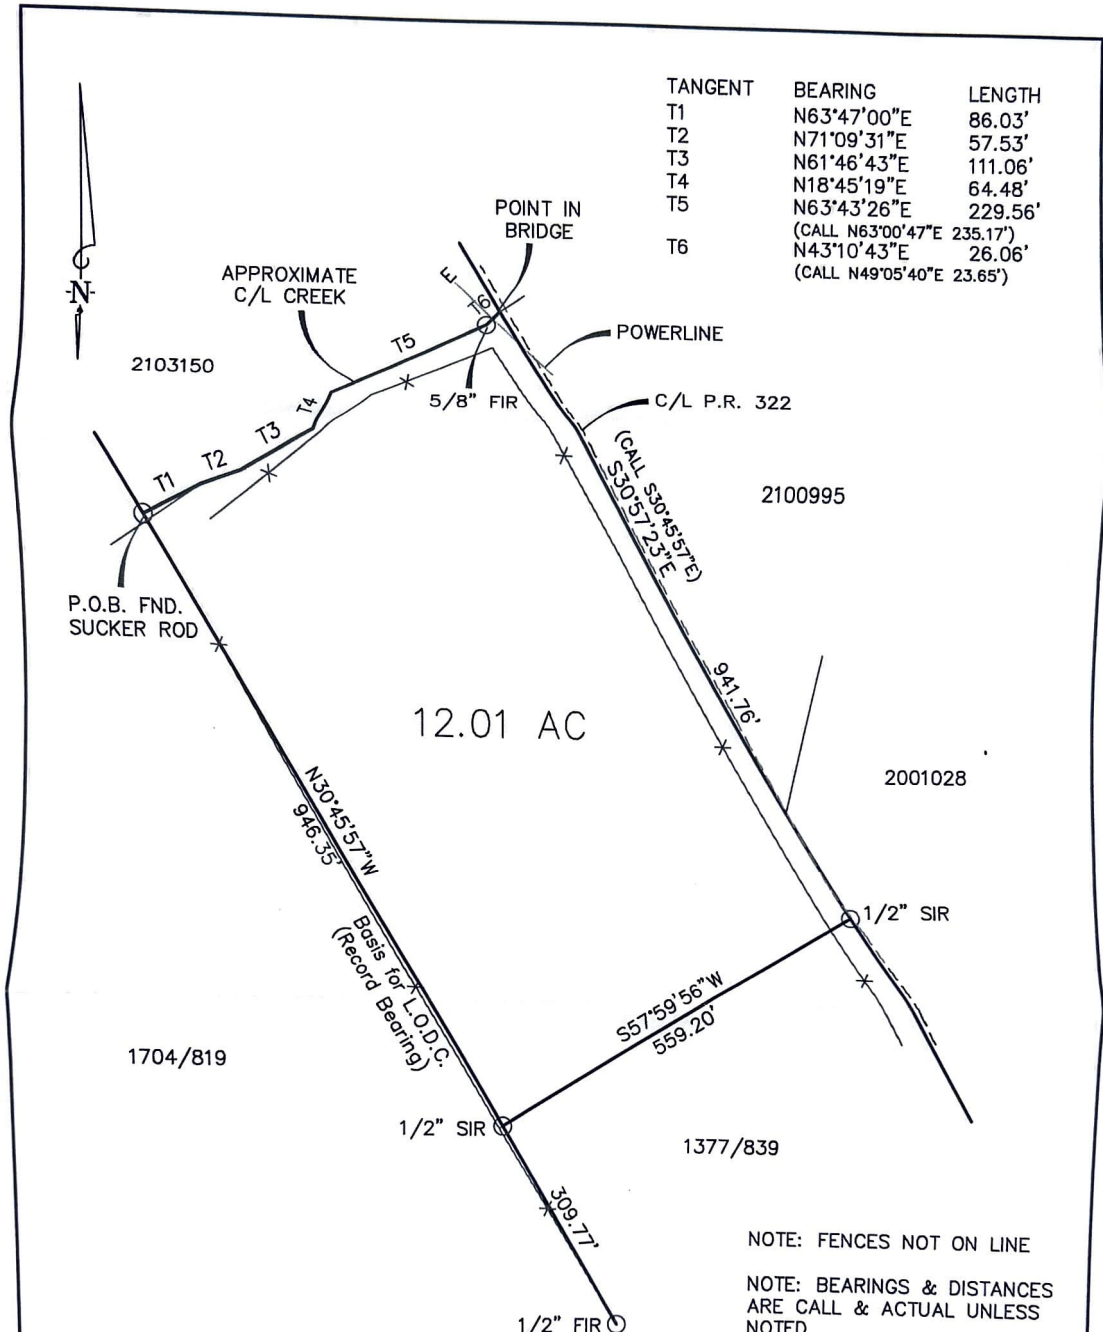 TANGENT BEARING LENGTH
T1 N63°47'00"E 86.03'
T2 N71°09'31"E 57.53'
T3 N61°46'43"E 111.06'
T4 N18°45'19"E 64.48'
T5 N63°43'26"E 229.56'
(CALL N63°00'47"E 235.17')
T6 N43°10'43"E 26.06'
(CALL N49°05'40"E 23.65')
POINT IN
BRIDGE
APPROXIMATE
C/L CREEK
E
T6
-N-
POWERLINE
T5
2103150
5/8" FIR
C/L P.R. 322
T4
T3
T2
T1
(CALL S30°45'57"E)
S30°57'23"E
2100995
P.O.B. FND.
SUCKER ROD
941.76'
12.01 AC
2001028
N30°45'57"W
946.35'
1/2" SIR
Basis for L.O.D.C.
(Record Bearing)
S57°59'56"W
559.20'
1704/819
1/2" SIR
1377/839
309.77'
NOTE: FENCES NOT ON LINE
NOTE: BEARINGS & DISTANCES
ARE CALL & ACTUAL UNLESS
NOTED
1/2" FIR